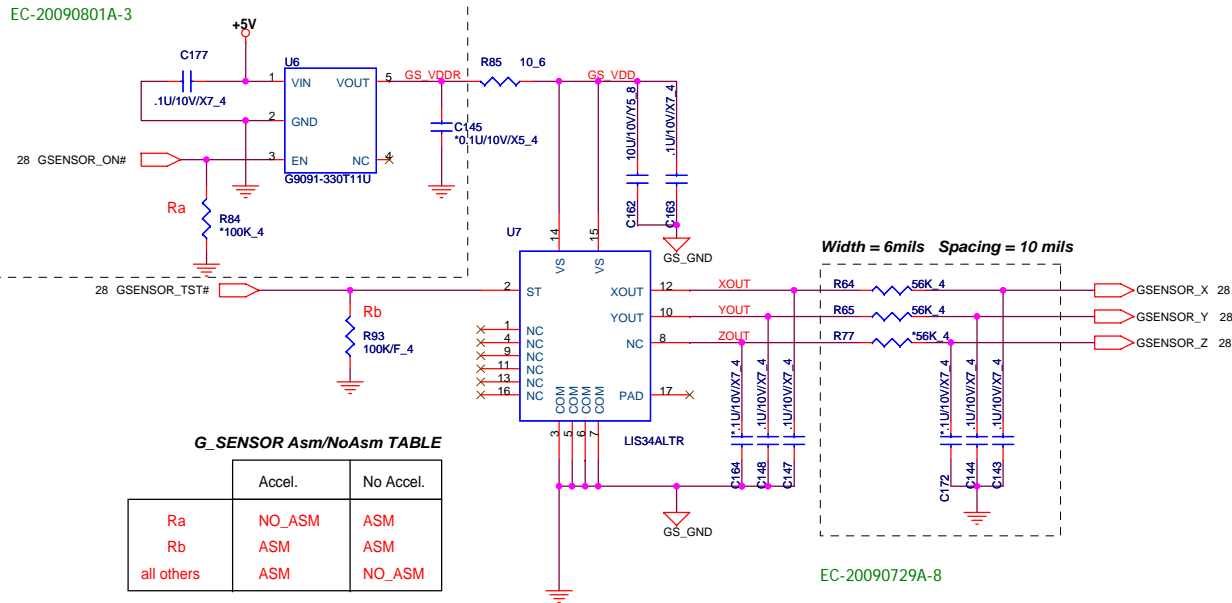 EC-20090801A-3
+5V
C177
.1U/10V/X7_4
U6
1 VIN VOUT 5
2 GND
3 EN NC 4
G9091-330T11U
GS_VDDR
R85 10_6
GS_VDD
C145
*0.1U/10V/X5_4
10U/10V/Y5_8
.1U/10V/X7_4
C162
C163
GS_GND
28 GSENSOR_ON#
Ra
R84
*100K_4
28 GSENSOR_TST#
Rb
R93
100K/F_4
U7
14 15
VS VS
2 ST XOUT 12
YOUT 10
1 NC NC 8
4 NC
9 NC
11 NC
13 NC
16 NC PAD 17
COM COM COM COM
3 5 6 7
LIS34ALTR
XOUT
YOUT
ZOUT
Width = 6mils Spacing = 10 mils
R64 56K_4
R65 56K_4
R77 *56K_4
GSENSOR_X 28
GSENSOR_Y 28
GSENSOR_Z 28
*.1U/10V/X7_4
.1U/10V/X7_4
.1U/10V/X7_4
C164
C148
C147
*.1U/10V/X7_4
.1U/10V/X7_4
.1U/10V/X7_4
C172
C144
C143
GS_GND
EC-20090729A-8
G_SENSOR Asm/NoAsm TABLE
Accel. No Accel.
Ra NO_ASM ASM
Rb ASM ASM
all others ASM NO_ASM